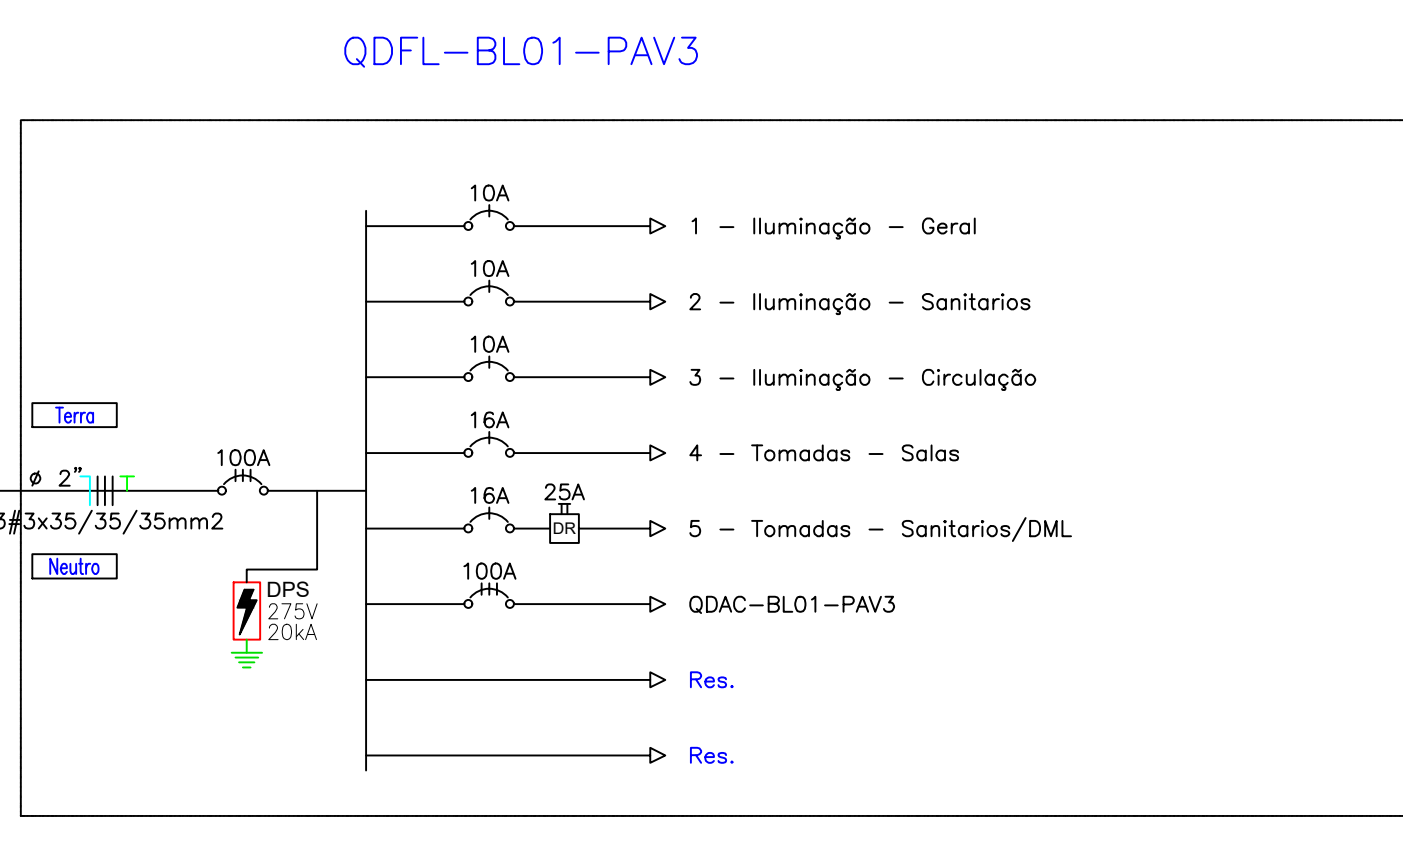 QDFL-BL01-PAV3
10A
1 - Iluminação - Geral
10A
2 - Iluminação - Sanitarios
10A
3 - Iluminação - Circulação
Terra
16A
4 - Tomadas - Salas
100A
ø 2"
3#3x35/35/35mm2
16A
25A
DR
5 - Tomadas - Sanitarios/DML
Neutro
100A
QDAC-BL01-PAV3
DPS
275V
20kA
Res.
Res.